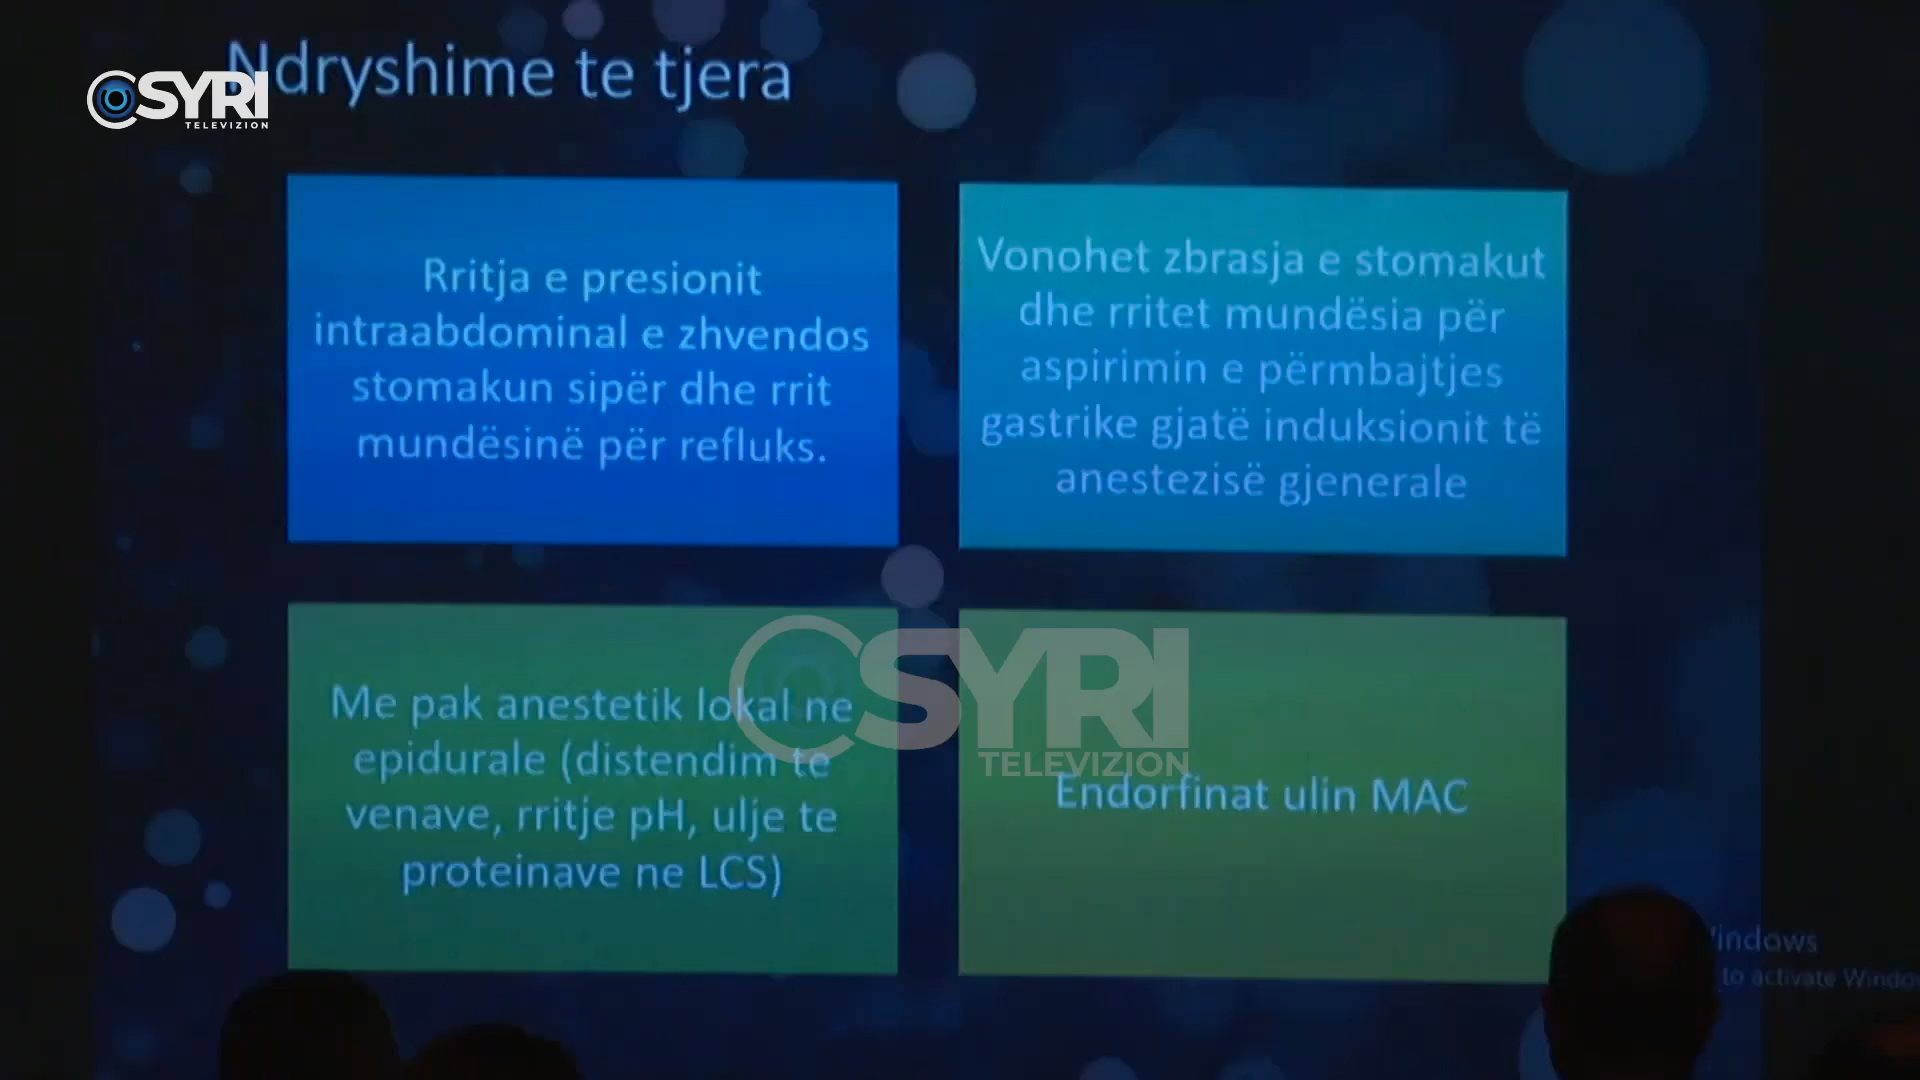 Ndryshime te tjera
SYRI
TELEVIZION
Rritja e presionit
intraabdominal e zhvendos
stomakun sipër dhe rrit
mundësinë për refluks.
Vonohet zbrasja e stomakut
dhe rritet mundësia për
aspirimin e përmbajtjes
gastrike gjatë induksionit të
anestezisë gjenerale
Me pak anestetik lokal ne
epidurale (distendim te
venave, rritje pH, ulje te
proteinave ne LCS)
SYRI
TELEVIZION
Endorfinat ulin MAC
to activate